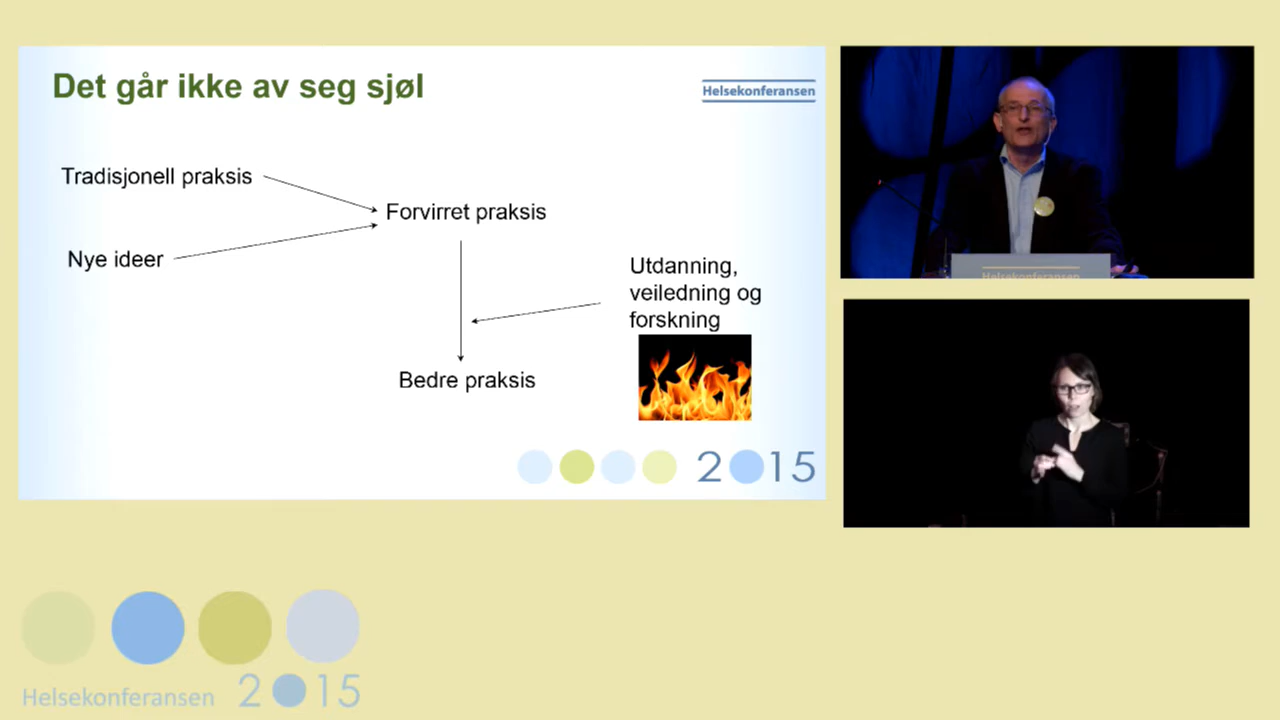 Det går ikke av seg sjøl
Helsekonferansen
Tradisjonell praksis
Forvirret praksis
Nye ideer
Utdanning,
veiledning og
forskning
Bedre praksis
2015
Helsekonferansen
Helsekonferansen 2015